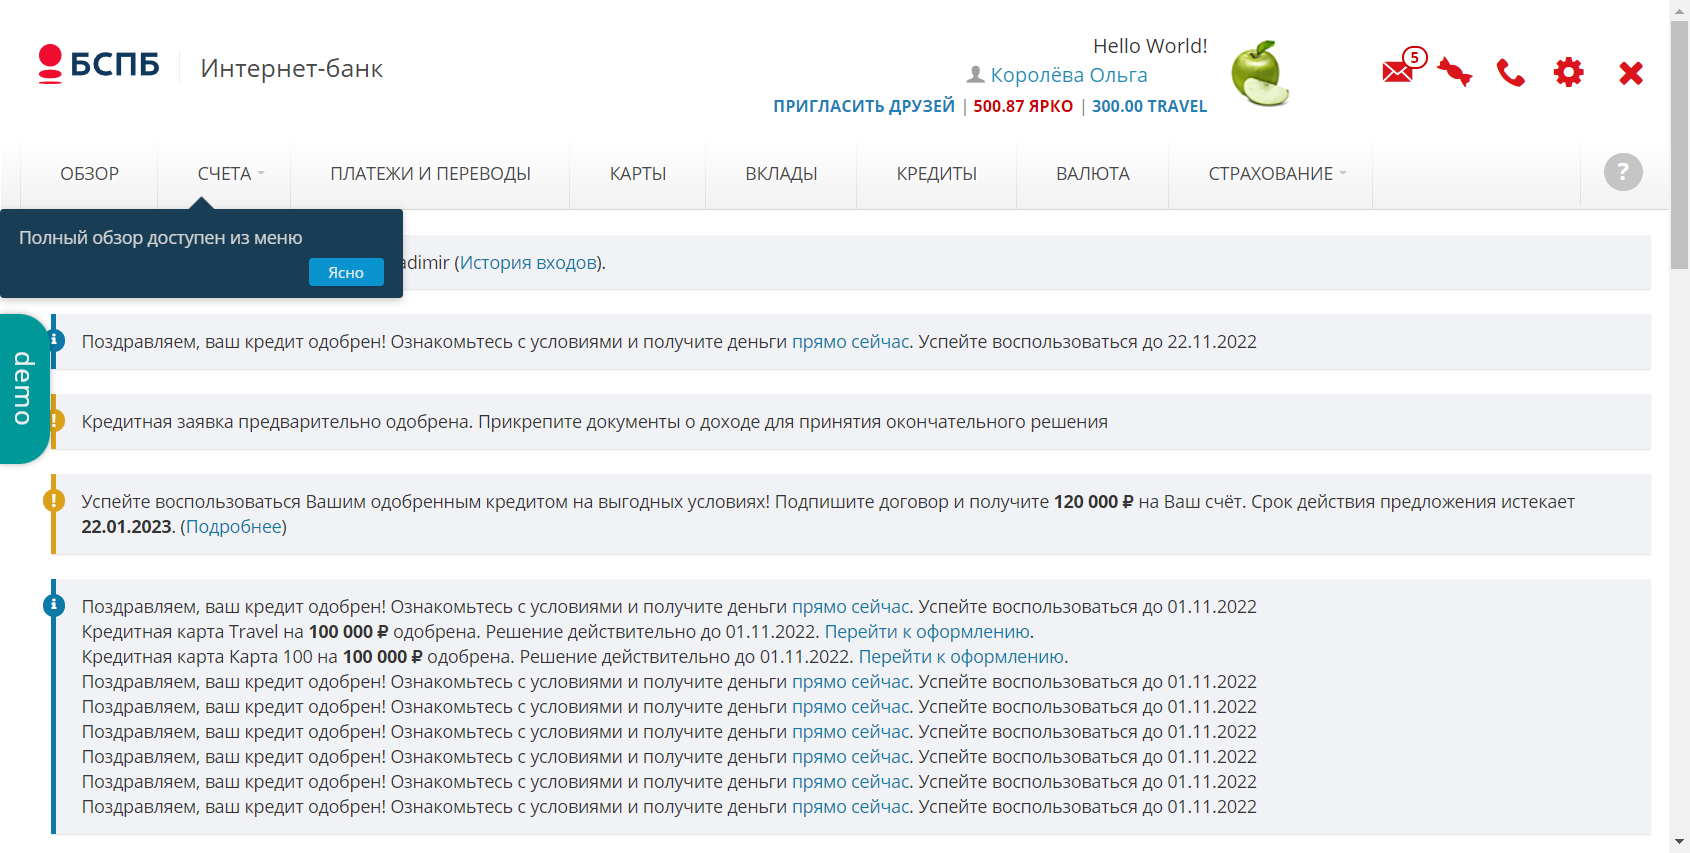 БСПБ
Интернет-банк
Hello World!
Королёва Ольга
ПРИГЛАСИТЬ ДРУЗЕЙ | 500.87 ЯРКО | 300.00 TRAVEL
5
ОБЗОР
СЧЕТА
ПЛАТЕЖИ И ПЕРЕВОДЫ
КАРТЫ
ВКЛАДЫ
КРЕДИТЫ
ВАЛЮТА
СТРАХОВАНИЕ
?
Полный обзор доступен из меню
Ясно
adimir (История входов).
demo
Поздравляем, ваш кредит одобрен! Ознакомьтесь с условиями и получите деньги прямо сейчас. Успейте воспользоваться до 22.11.2022
Кредитная заявка предварительно одобрена. Прикрепите документы о доходе для принятия окончательного решения
Успейте воспользоваться Вашим одобренным кредитом на выгодных условиях! Подпишите договор и получите 120 000 ₽ на Ваш счёт. Срок действия предложения истекает
22.01.2023. (Подробнее)
Поздравляем, ваш кредит одобрен! Ознакомьтесь с условиями и получите деньги прямо сейчас. Успейте воспользоваться до 01.11.2022
Кредитная карта Travel на 100 000 ₽ одобрена. Решение действительно до 01.11.2022. Перейти к оформлению.
Кредитная карта Карта 100 на 100 000 ₽ одобрена. Решение действительно до 01.11.2022. Перейти к оформлению.
Поздравляем, ваш кредит одобрен! Ознакомьтесь с условиями и получите деньги прямо сейчас. Успейте воспользоваться до 01.11.2022
Поздравляем, ваш кредит одобрен! Ознакомьтесь с условиями и получите деньги прямо сейчас. Успейте воспользоваться до 01.11.2022
Поздравляем, ваш кредит одобрен! Ознакомьтесь с условиями и получите деньги прямо сейчас. Успейте воспользоваться до 01.11.2022
Поздравляем, ваш кредит одобрен! Ознакомьтесь с условиями и получите деньги прямо сейчас. Успейте воспользоваться до 01.11.2022
Поздравляем, ваш кредит одобрен! Ознакомьтесь с условиями и получите деньги прямо сейчас. Успейте воспользоваться до 01.11.2022
Поздравляем, ваш кредит одобрен! Ознакомьтесь с условиями и получите деньги прямо сейчас. Успейте воспользоваться до 01.11.2022